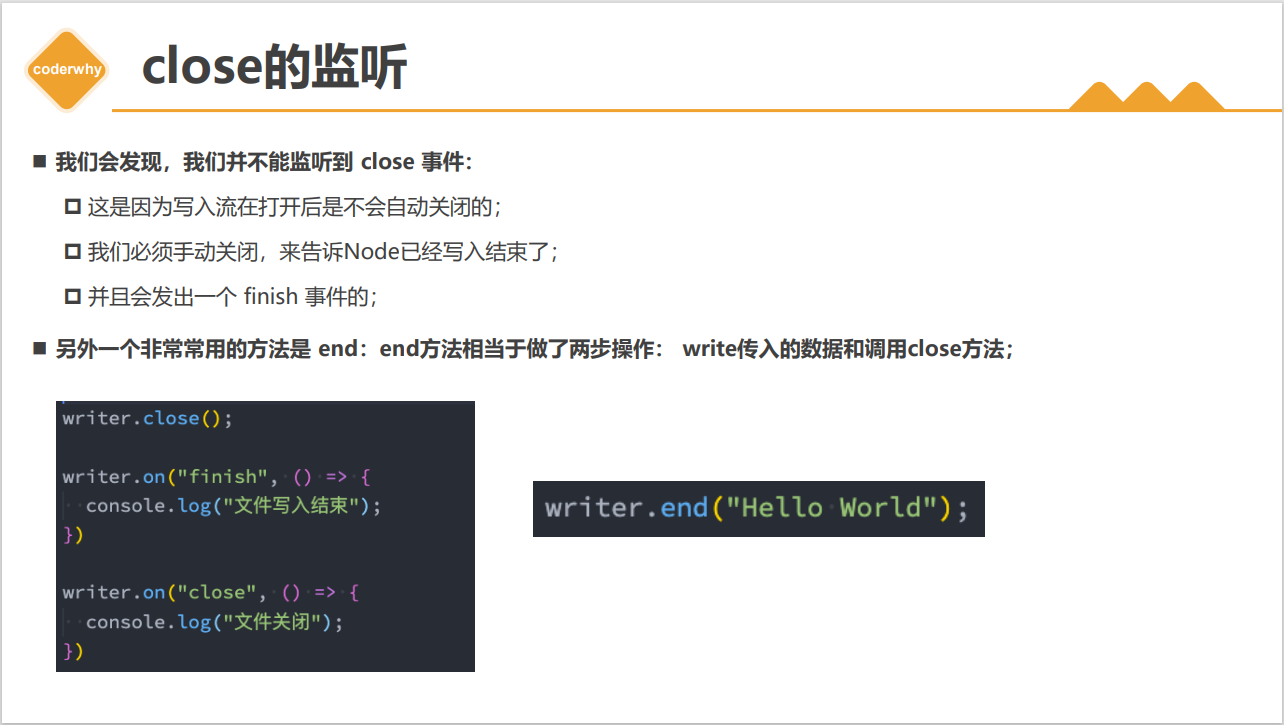 coderwhy
close的监听
我们会发现，我们并不能监听到 close 事件：
这是因为写入流在打开后是不会自动关闭的；
我们必须手动关闭，来告诉Node已经写入结束了；
并且会发出一个 finish 事件的；
另外一个非常常用的方法是 end：end方法相当于做了两步操作： write传入的数据和调用close方法；
writer.close();
writer.on("finish", () => {
  console.log("文件写入结束");
})
writer.on("close", () => {
  console.log("文件关闭");
})
writer.end("Hello World");